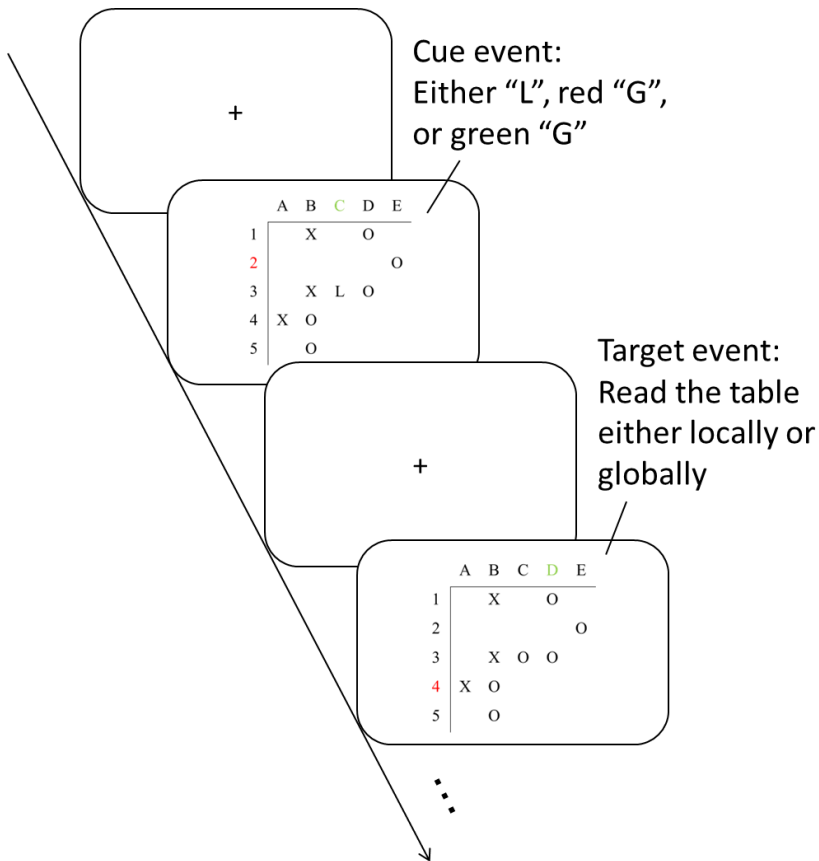 +
Cue event:
Either “L”, red “G”,
or green “G”
A B C D E
1 X O
2 O
3 X L O
4 X O
5 O
+
Target event:
Read the table
either locally or
globally
A B C D E
1 X O
2 O
3 X O O
4 X O
5 O
...